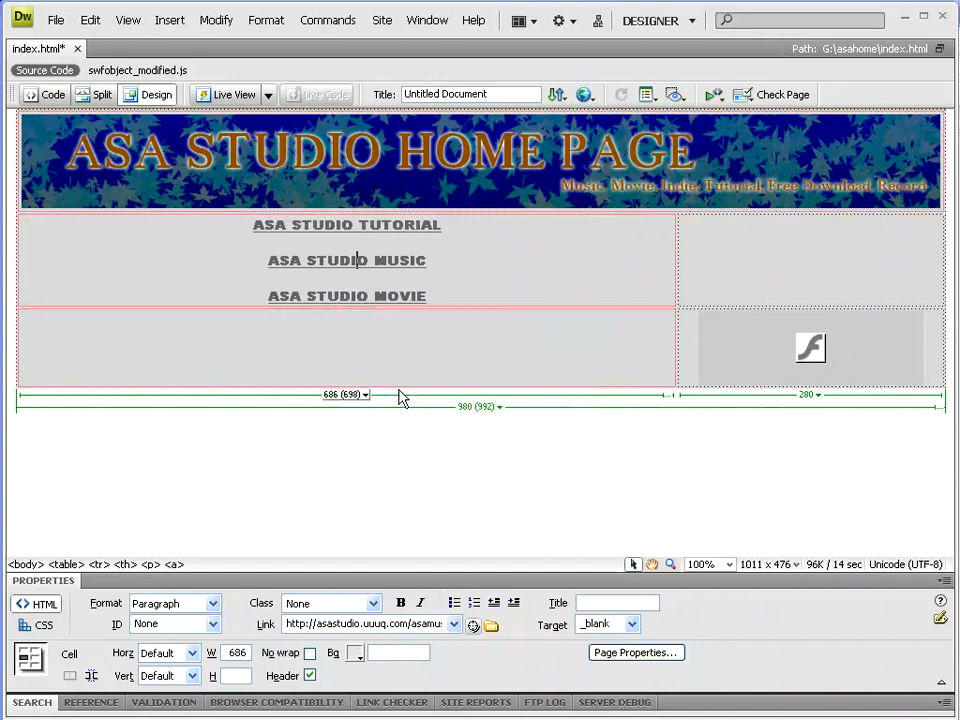 Dw File Edit View Insert Modify Format Commands Site Window Help DESIGNER
index.html* Path: G:\asahome\index.html
Source Code swfobject_modified.js
Code Split Design Live View Live Code Title: Untitled Document Check Page
ASA STUDIO HOME PAGE
Music, Movie, Indie, Tutorial, Free Download, Record
ASA STUDIO TUTORIAL
ASA STUDIO MUSIC
ASA STUDIO MOVIE
686 (698) 280
980 (992)
<body> <table> <tr> <th> <p> <a> 100% 1011 x 476 96K / 14 sec Unicode (UTF-8)
PROPERTIES
<> HTML Format Paragraph Class None B I Title
CSS ID None Link http://asastudio.uuuq.com/asamu: Target _blank
Cell Horz Default W 686 No wrap Bg Page Properties...
Vert Default H Header
SEARCH REFERENCE VALIDATION BROWSER COMPATIBILITY LINK CHECKER SITE REPORTS FTP LOG SERVER DEBUG